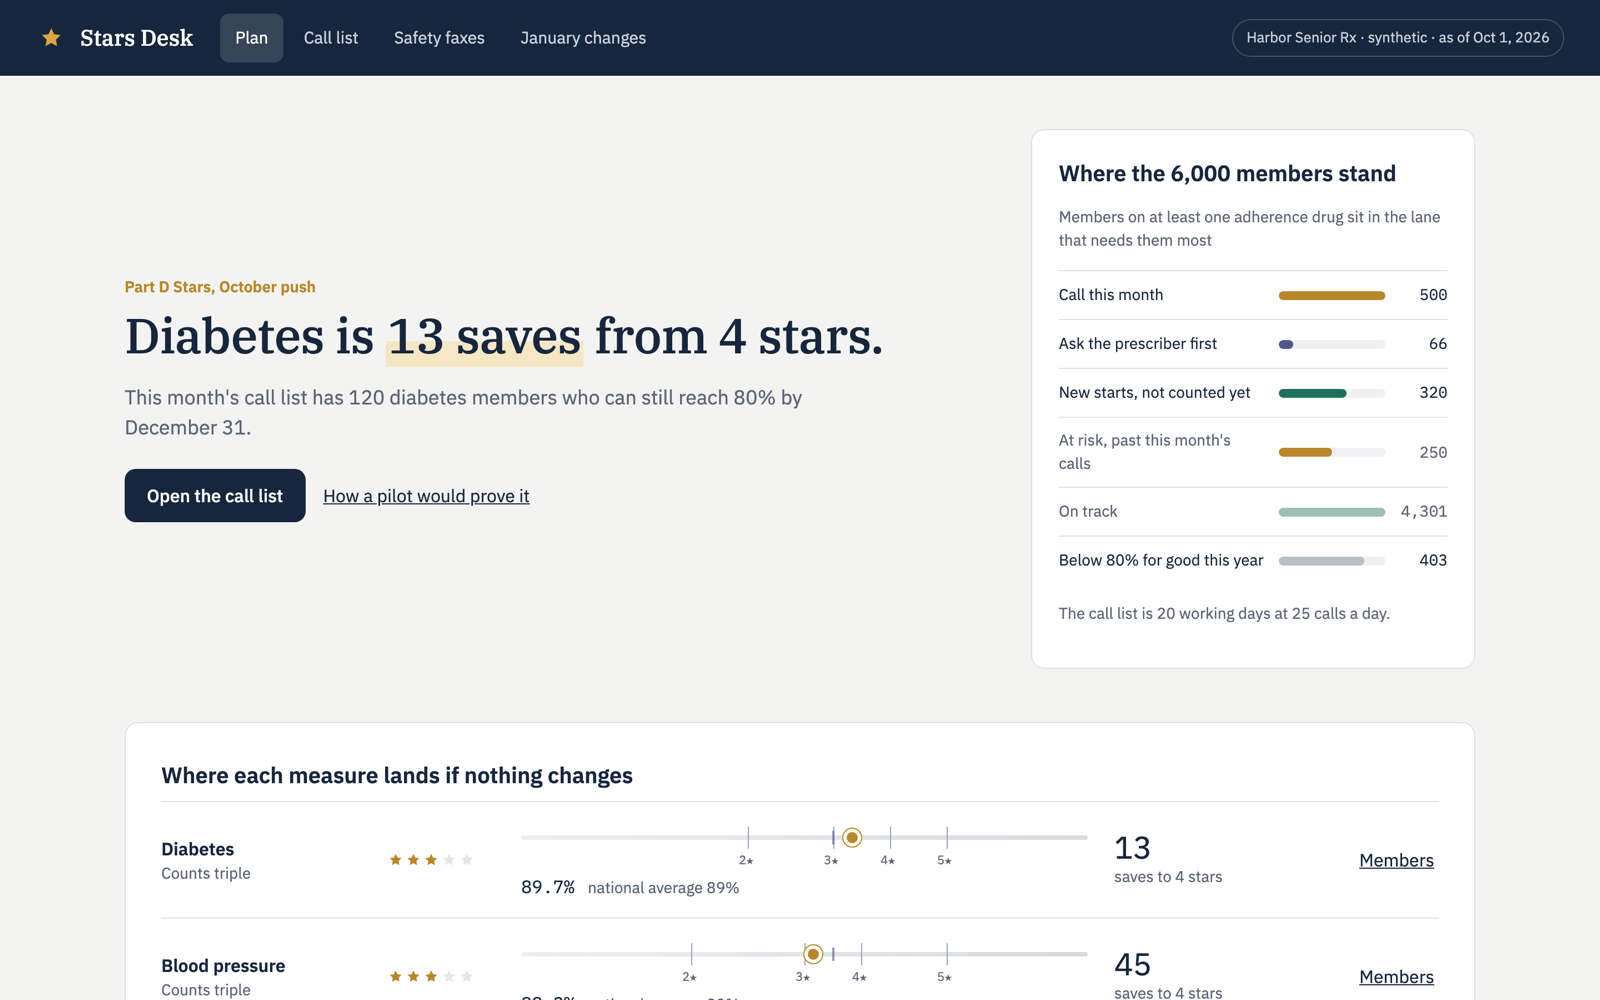 Stars Desk
Plan
Call list
Safety faxes
January changes
Harbor Senior Rx · synthetic · as of Oct 1, 2026
Part D Stars, October push
Diabetes is 13 saves from 4 stars.
This month's call list has 120 diabetes members who can still reach 80% by
December 31.
Open the call list
How a pilot would prove it
Where the 6,000 members stand
Members on at least one adherence drug sit in the lane
that needs them most
Call this month 500
Ask the prescriber first 66
New starts, not counted yet 320
At risk, past this month's
calls 250
On track 4,301
Below 80% for good this year 403
The call list is 20 working days at 25 calls a day.
Where each measure lands if nothing changes
Diabetes
Counts triple
2★ 3★ 4★ 5★
89.7% national average 89%
13
saves to 4 stars
Members
Blood pressure
Counts triple
2★ 3★ 4★ 5★
45
saves to 4 stars
Members